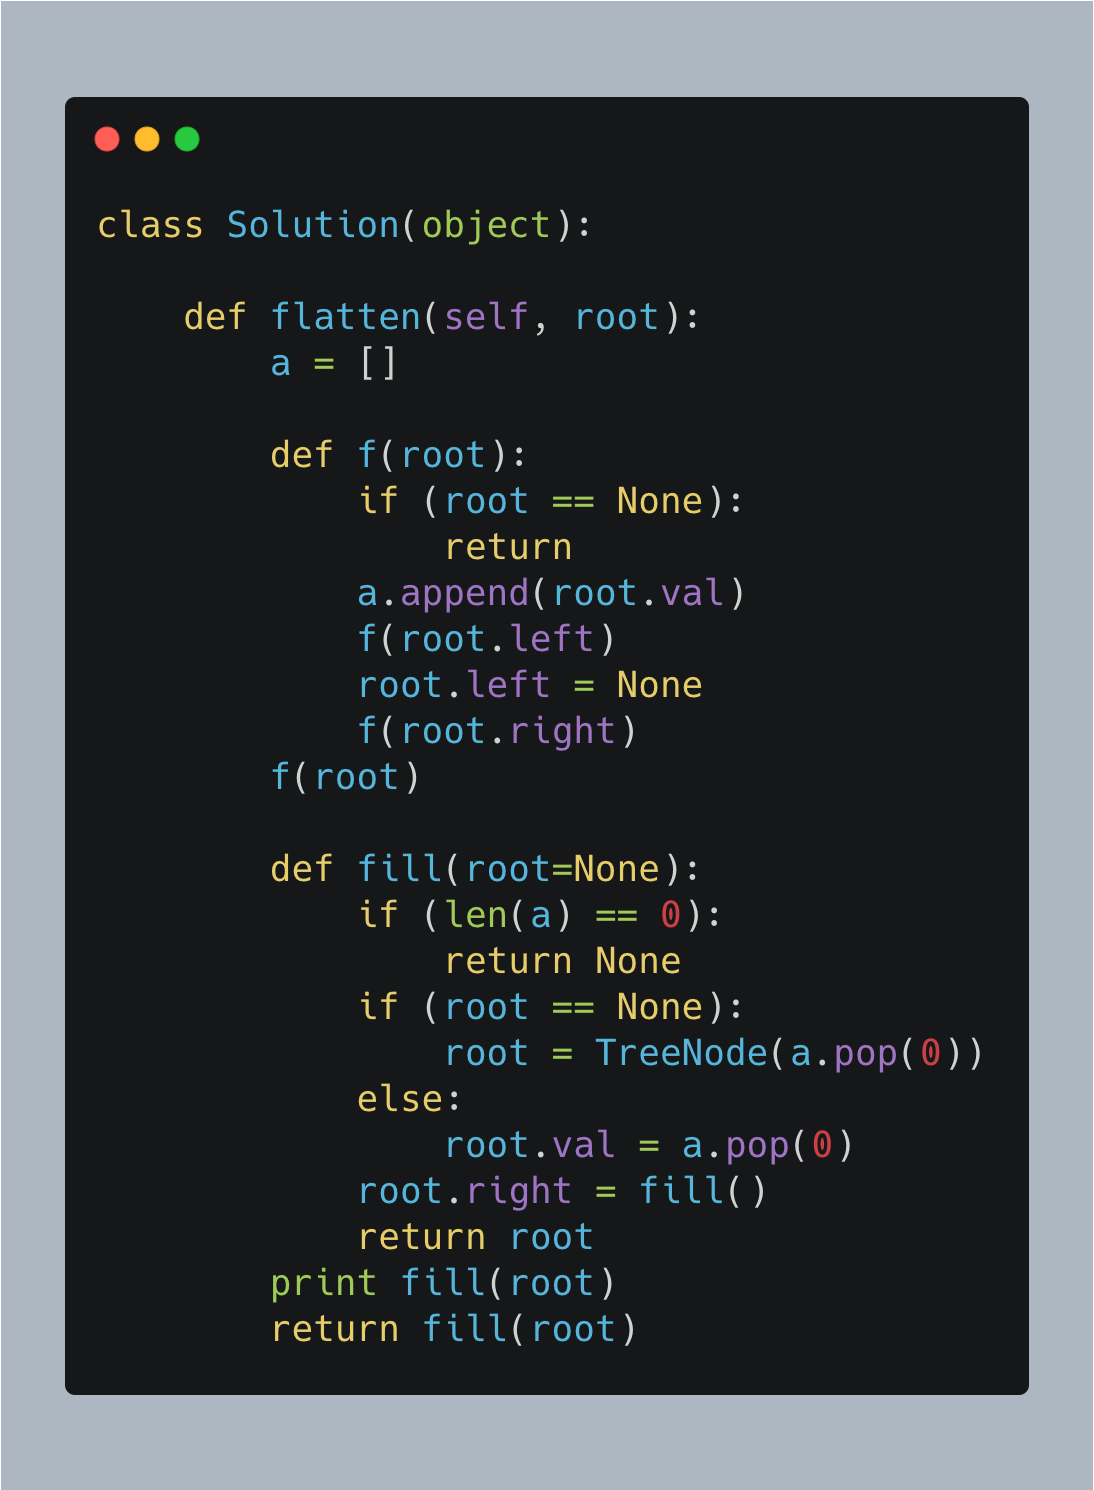 class Solution(object):

    def flatten(self, root):
        a = []

        def f(root):
            if (root == None):
                return
            a.append(root.val)
            f(root.left)
            root.left = None
            f(root.right)
        f(root)

        def fill(root=None):
            if (len(a) == 0):
                return None
            if (root == None):
                root = TreeNode(a.pop(0))
            else:
                root.val = a.pop(0)
            root.right = fill()
            return root
        print fill(root)
        return fill(root)